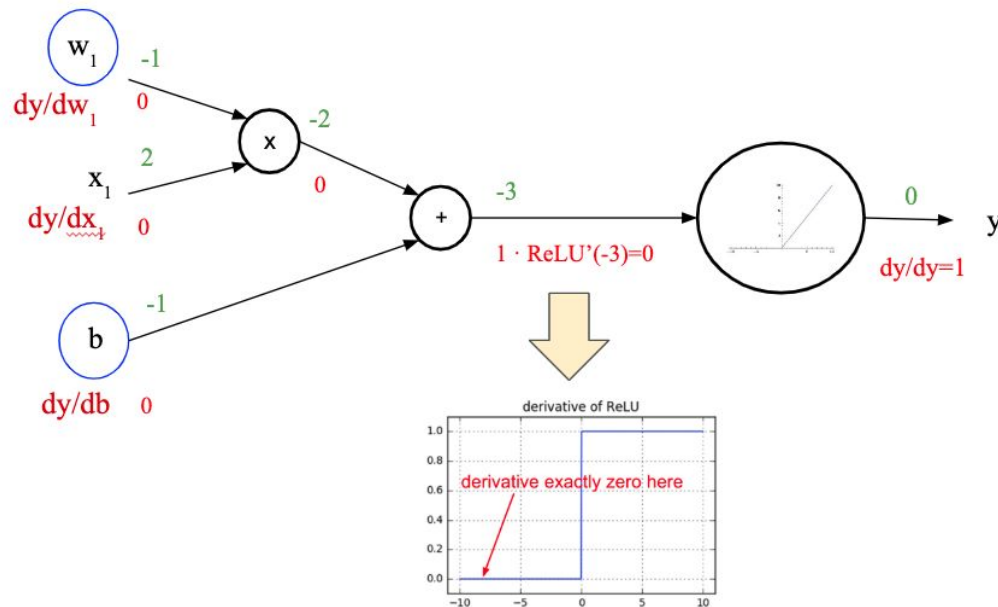 w₁
-1
dy/dw₁
0
x
-2
0
2
x₁
dy/dx₁
0
+
-3
1 · ReLU’(-3)=0
0
y
dy/dy=1
-1
b
dy/db
0
derivative of ReLU
1.0
0.8
derivative exactly zero here
0.6
0.4
0.2
0.0
−10 −5 0 5 10